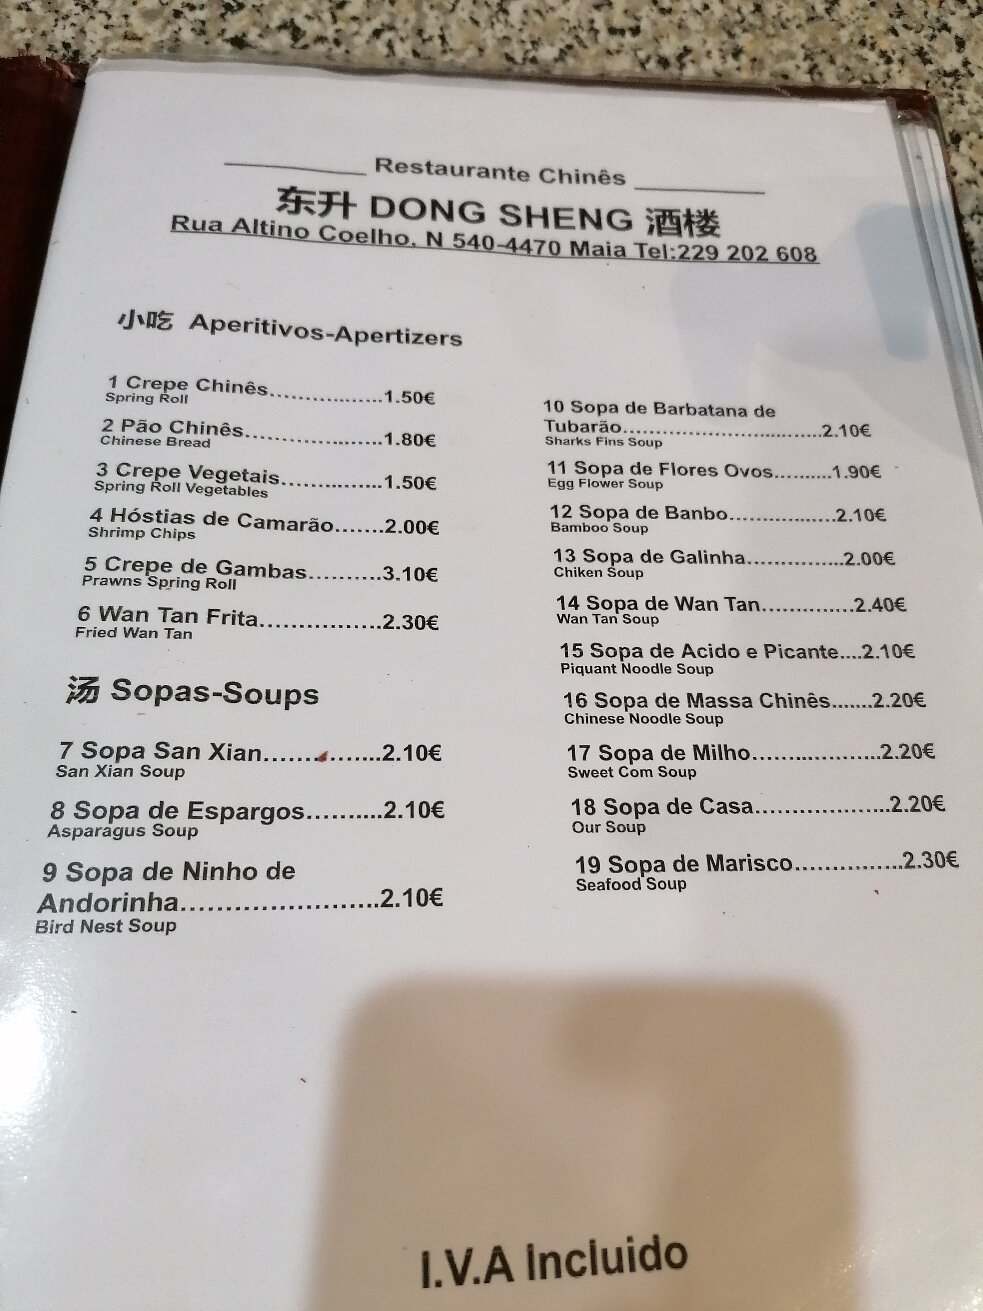 Restaurante Chinês
东升 DONG SHENG 酒楼
Rua Altino Coelho, N 540-4470 Maia Tel:229 202 608
小吃 Aperitivos-Apertizers
1 Crepe Chinês....................1.50€
Spring Roll
2 Pão Chinês........................1.80€
Chinese Bread
3 Crepe Vegetais..................1.50€
Spring Roll Vegetables
4 Hóstias de Camarão.......2.00€
Shrimp Chips
5 Crepe de Gambas..........3.10€
Prawns Spring Roll
6 Wan Tan Frita.................2.30€
Fried Wan Tan
汤 Sopas-Soups
7 Sopa San Xian................2.10€
San Xian Soup
8 Sopa de Espargos..........2.10€
Asparagus Soup
9 Sopa de Ninho de
Andorinha......................2.10€
Bird Nest Soup
10 Sopa de Barbatana de
Tubarão.................................2.10€
Sharks Fins Soup
11 Sopa de Flores Ovos..........1.90€
Egg Flower Soup
12 Sopa de Banbo..................2.10€
Bamboo Soup
13 Sopa de Galinha................2.00€
Chiken Soup
14 Sopa de Wan Tan...............2.40€
Wan Tan Soup
15 Sopa de Acido e Picante....2.10€
Piquant Noodle Soup
16 Sopa de Massa Chinês.......2.20€
Chinese Noodle Soup
17 Sopa de Milho.....................2.20€
Sweet Com Soup
18 Sopa de Casa.....................2.20€
Our Soup
19 Sopa de Marisco................2.30€
Seafood Soup
I.V.A Incluido